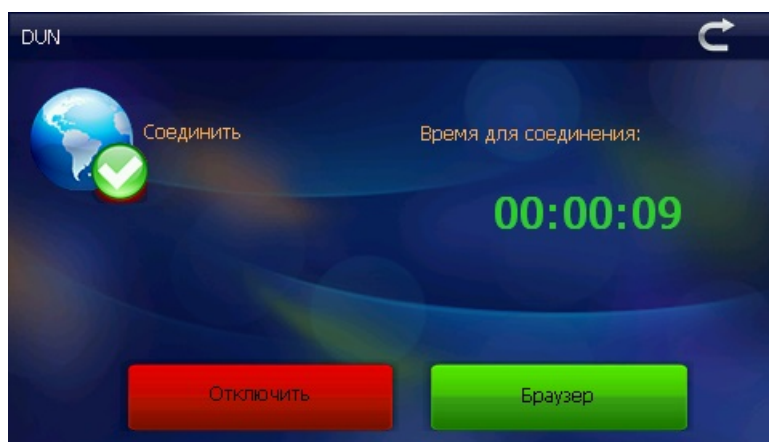 DUN
Соединить
Время для соединения:
00:00:09
Отключить
Браузер